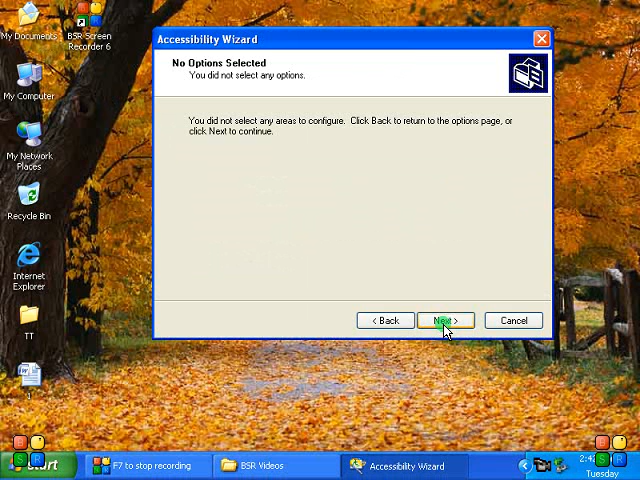 My Documents
BSR Screen
Recorder 6
My Computer
My Network
Places
Recycle Bin
Internet
Explorer
TT
1
Accessibility Wizard
No Options Selected
You did not select any options.
You did not select any areas to configure. Click Back to return to the options page, or
click Next to continue.
< Back
Next >
Cancel
start
F7 to stop recording
BSR Videos
Accessibility Wizard
Tuesday
B
S R
S R